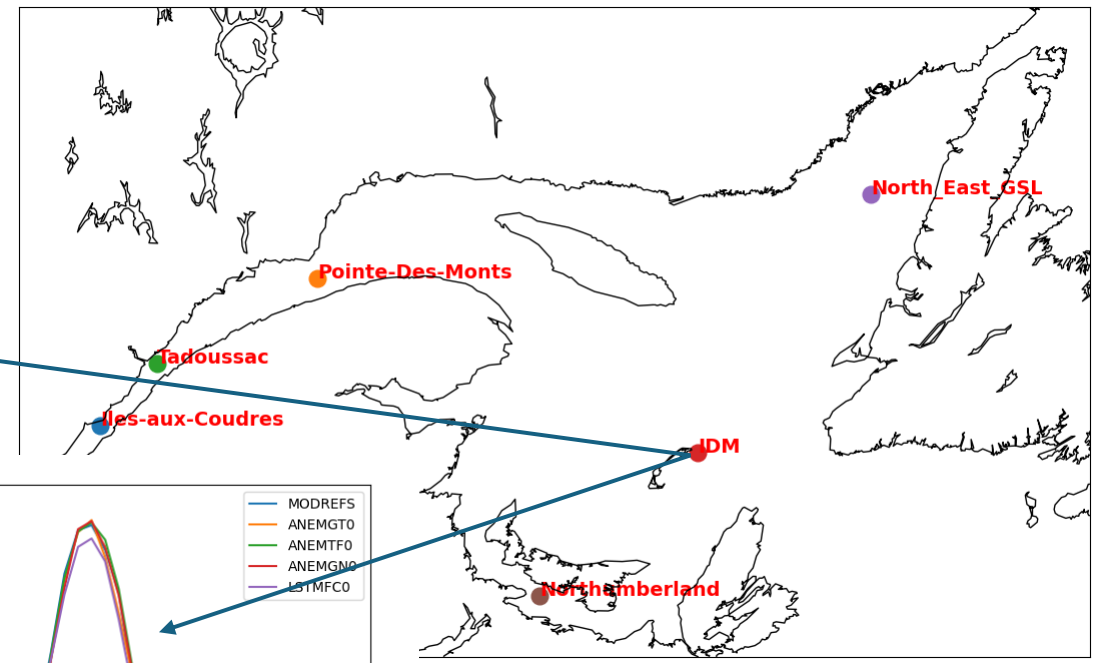 North_East_GSL
Pointe-Des-Monts
Tadoussac
Iles-aux-Coudres
IDM
MODREFS
ANEMGT0
ANEMTF0
ANEMGN0
LSTMFC0
Northumberland